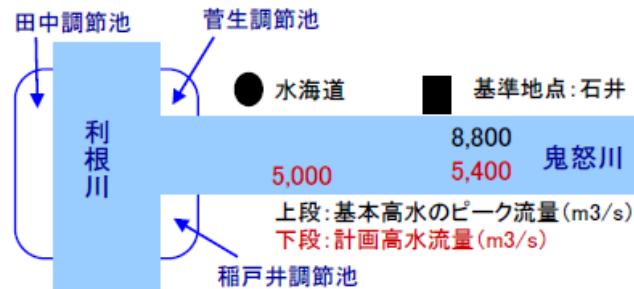 田中調節池
菅生調節池
水海道
基準地点:石井
利根川
8,800
5,000
5,400
鬼怒川
上段:基本高水のピーク流量(m3/s)
下段:計画高水流量(m3/s)
稲戸井調節池